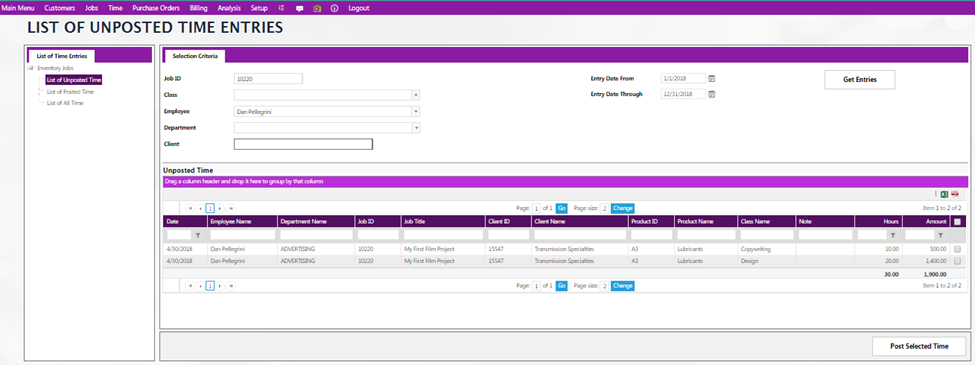 Main Menu Customers Jobs Time Purchase Orders Billing Analysis Setup Logout
LIST OF UNPOSTED TIME ENTRIES
List of Time Entries
Inventory Jobs
List of Unposted Time
List of Posted Time
List of All Time
Selection Criteria
Job ID 10220 Entry Date From 1/1/2018 Get Entries
Class Entry Date Through 12/31/2018
Employee Dan Pellegrini
Department
Client
Unposted Time
Drag a column header and drop it here to group by that column
1 Page: 1 of 1 Go Page size: 2 Change Item 1 to 2 of 2
Date Employee Name Department Name Job ID Job Title Client ID Client Name Product ID Product Name Class Name Note Hours Amount
4/30/2018 Dan Pellegrini ADVERTISING 10220 My First Film Project 15547 Transmission Specialties A3 Lubricants Copywriting 10.00 500.00
4/30/2018 Dan Pellegrini ADVERTISING 10220 My First Film Project 15547 Transmission Specialties A3 Lubricants Design 20.00 1,400.00
30.00 1,900.00
1 Page: 1 of 1 Go Page size: 2 Change Item 1 to 2 of 2
Post Selected Time